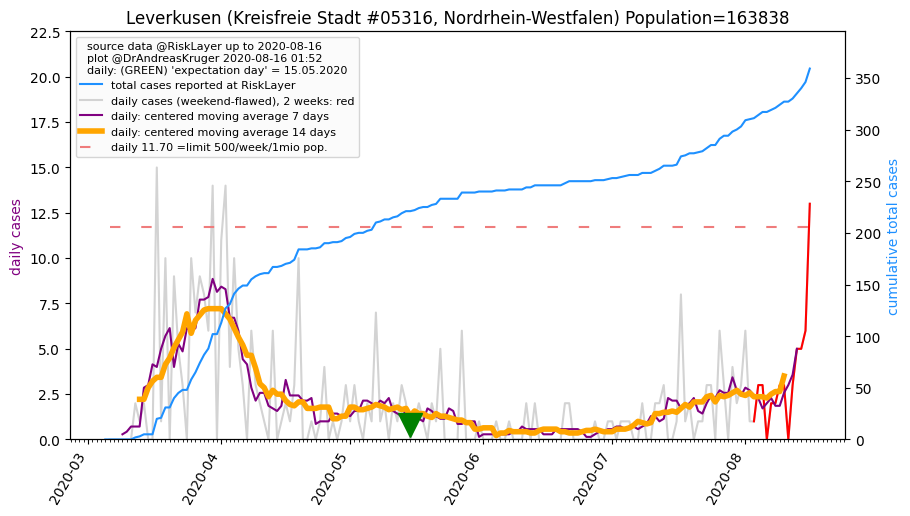 Leverkusen (Kreisfreie Stadt #05316, Nordrhein-Westfalen) Population=163838
source data @RiskLayer up to 2020-08-16
plot @DrAndreasKruger 2020-08-16 01:52
daily: (GREEN) 'expectation day' = 15.05.2020
total cases reported at RiskLayer
daily cases (weekend-flawed), 2 weeks: red
daily: centered moving average 7 days
daily: centered moving average 14 days
daily 11.70 =limit 500/week/1mio pop.
daily cases
22.5
20.0
17.5
15.0
12.5
10.0
7.5
5.0
2.5
0.0
350
300
250
200
150
100
50
0
cumulative total cases
2020-03
2020-04
2020-05
2020-06
2020-07
2020-08